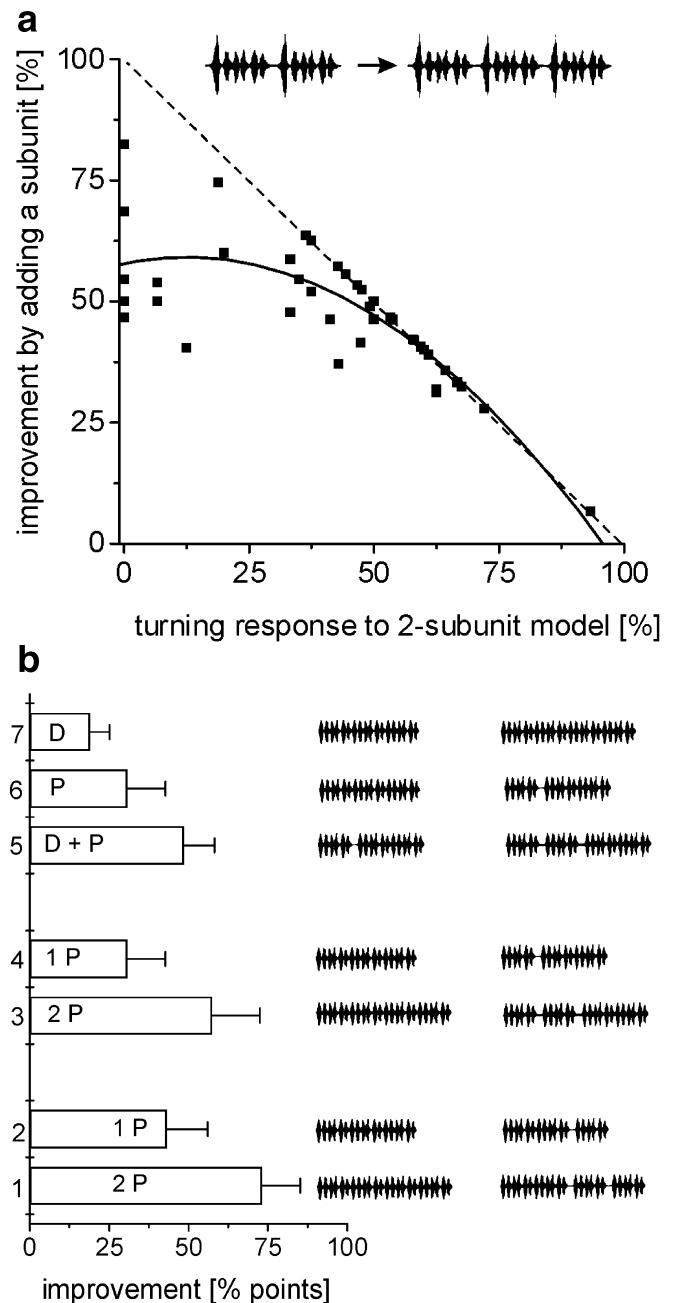 a
improvement by adding a subunit [%]
100
75
50
25
0
0 25 50 75 100
turning response to 2-subunit model [%]
b
7 D
6 P
5 D + P
4 1 P
3 2 P
2 1 P
1 2 P
0 25 50 75 100
improvement [% points]